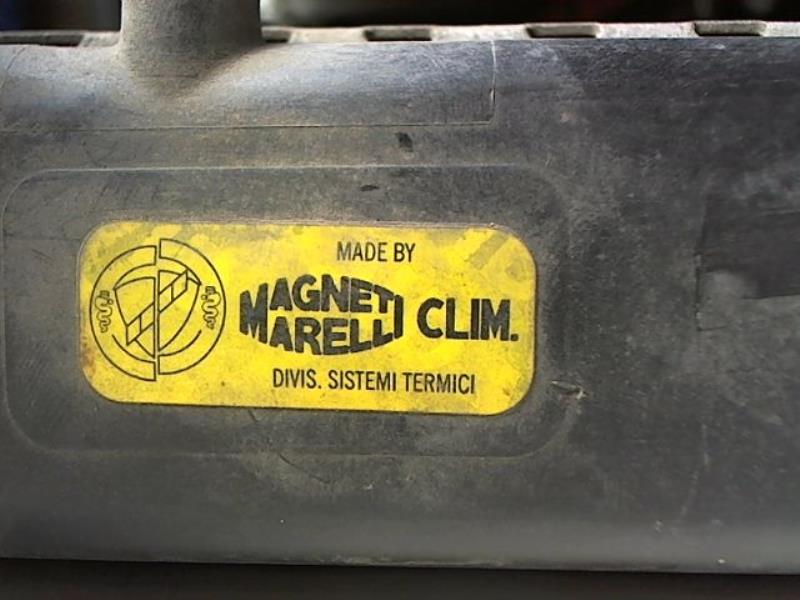 MADE BY
MAGNETI
MARELLI CLIM.
DIVIS. SISTEMI TERMICI